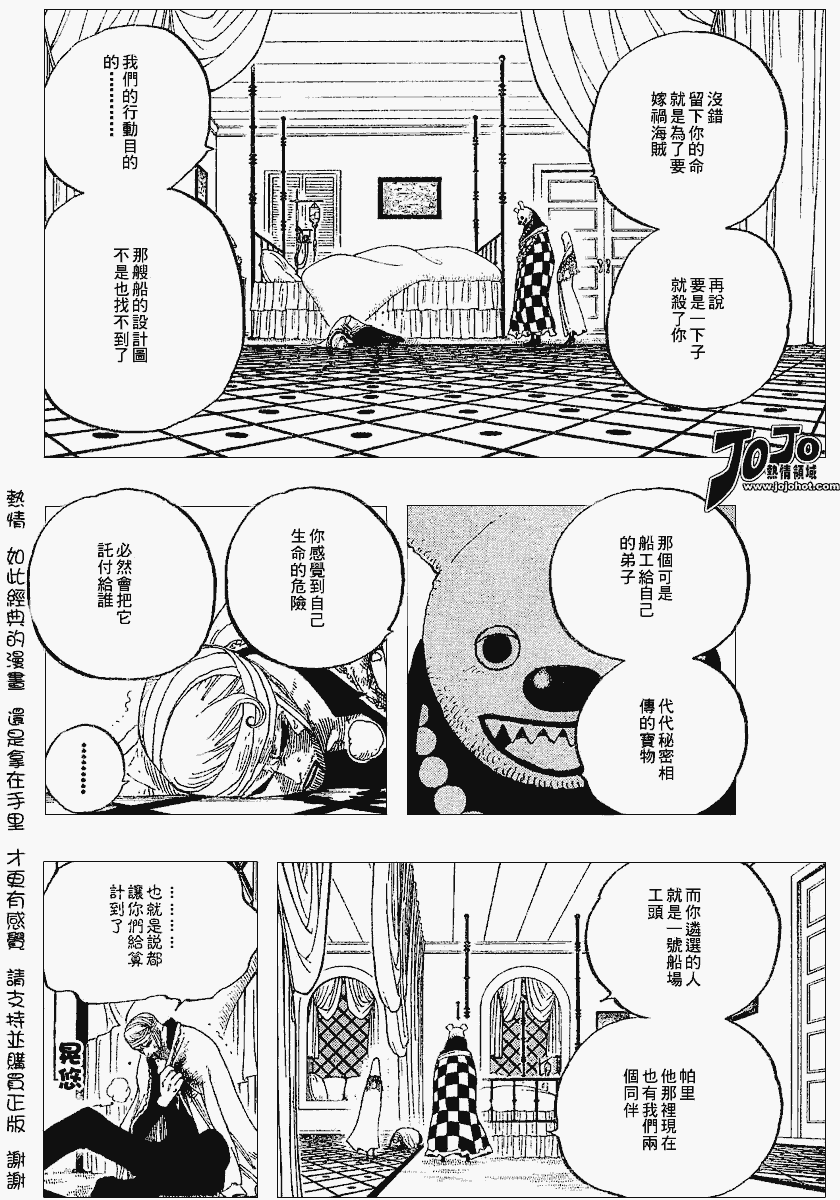 沒錯
留下你的命
就是為了要
嫁禍海賊
再說
要是一下子
就殺了你
我們的行動目
的…………
那艘船的設計圖
不是也找不到了
JOJO
熱情領域
www.jojohot.com
那個可是
船工給自己
的弟子
代代秘密相
傳的寶物
你感覺到自己
生命的危險
必然會把它
託付給誰
………
而你遴選的人
就是一號船場
工頭
帕里
他那裡現在
也有我們兩
個同伴
…………
也就是説都
讓你們給算
計到了
晃悠
熱情 如此經典的漫畫 還是拿在手里 才更有感覺 請支持並購買正版 謝謝